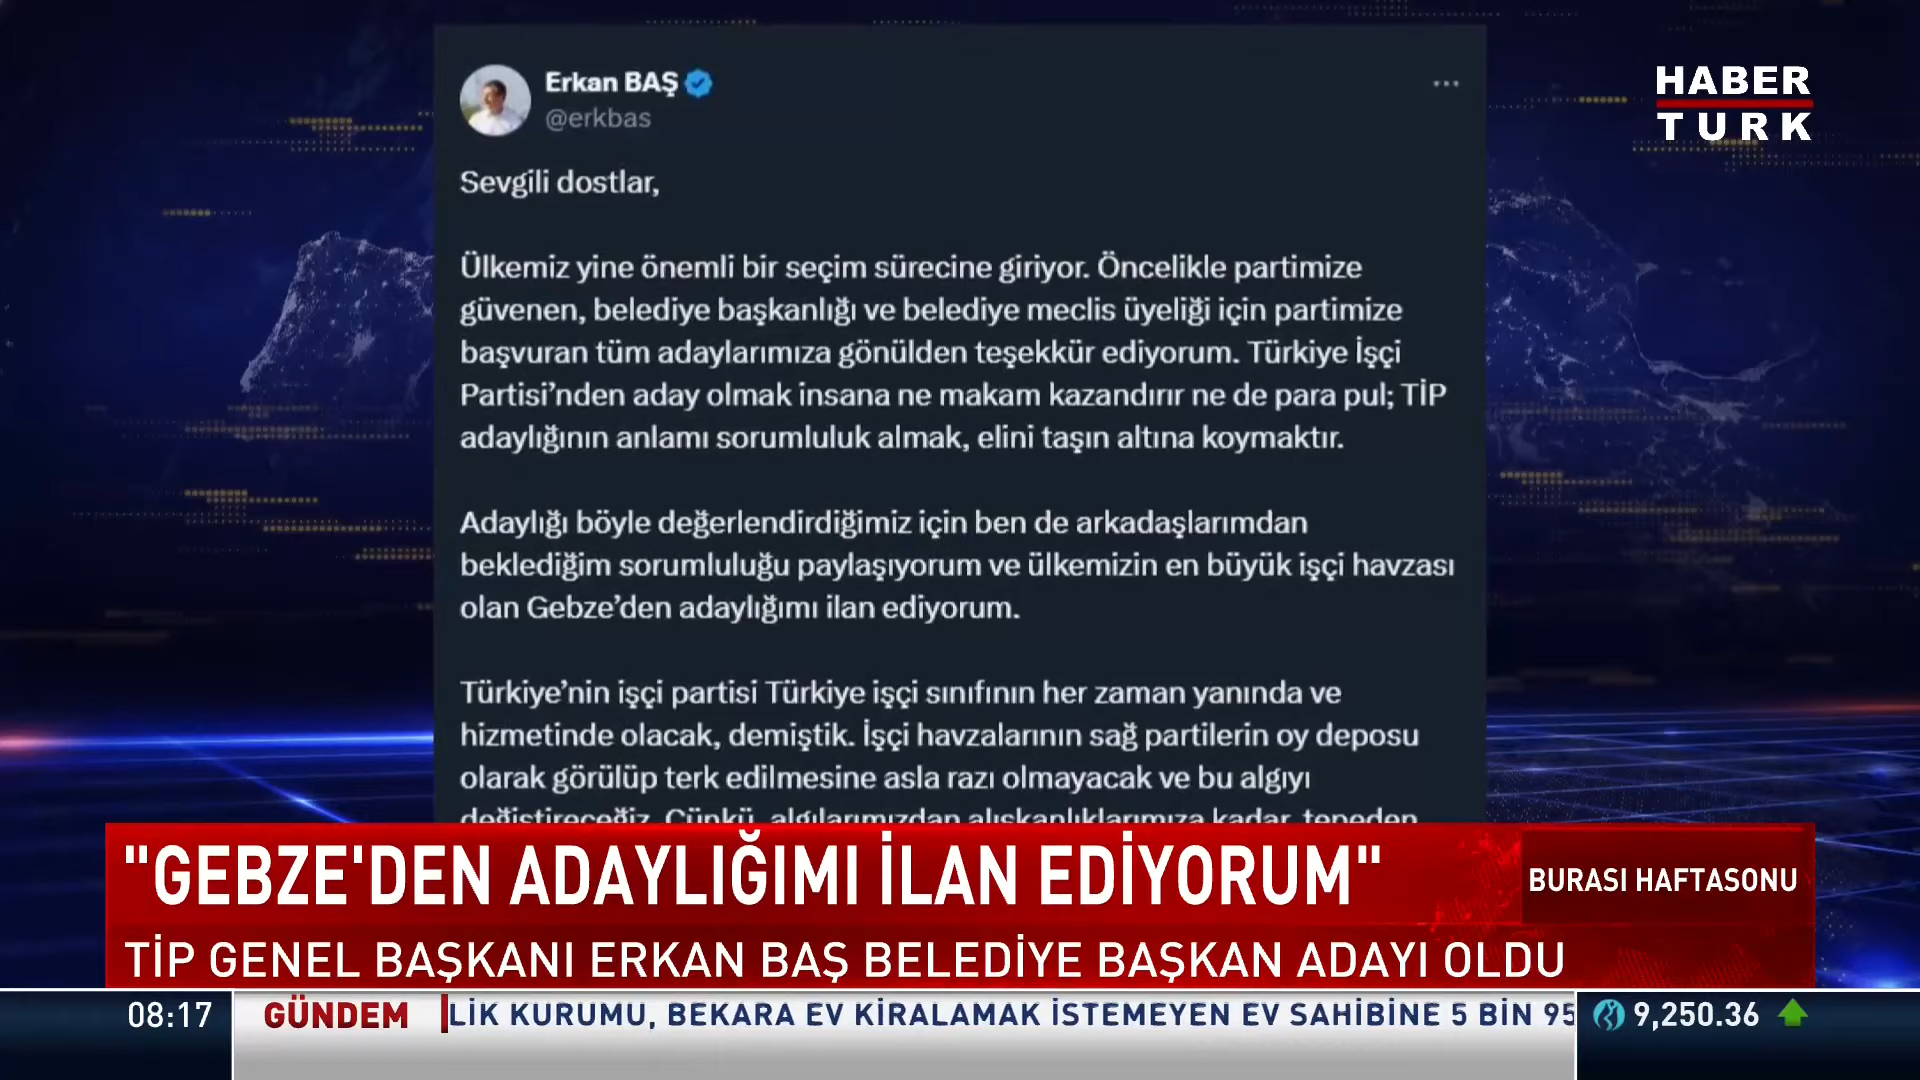 Erkan BAŞ
@erkbas
HABER
TURK
Sevgili dostlar,
Ülkemiz yine önemli bir seçim sürecine giriyor. Öncelikle partimize
güvenen, belediye başkanlığı ve belediye meclis üyeliği için partimize
başvuran tüm adaylarımıza gönülden teşekkür ediyorum. Türkiye İşçi
Partisi’nden aday olmak insana ne makam kazandırır ne de para pul; TİP
adaylığının anlamı sorumluluk almak, elini taşın altına koymaktır.
Adaylığı böyle değerlendirdiğimiz için ben de arkadaşlarımdan
beklediğim sorumluluğu paylaşıyorum ve ülkemizin en büyük işçi havzası
olan Gebze’den adaylığımı ilan ediyorum.
Türkiye’nin işçi partisi Türkiye işçi sınıfının her zaman yanında ve
hizmetinde olacak, demiştik. İşçi havzalarının sağ partilerin oy deposu
olarak görülüp terk edilmesine asla razı olmayacak ve bu algıyı
değiştireceğiz. Çünkü, algılarımızdan alışkanlıklarımıza kadar, tepeden
"GEBZE'DEN ADAYLIĞIMI İLAN EDİYORUM"
BURASI HAFTASONU
TİP GENEL BAŞKANI ERKAN BAŞ BELEDİYE BAŞKAN ADAYI OLDU
08:17
GÜNDEM
LİK KURUMU, BEKARA EV KİRALAMAK İSTEMEYEN EV SAHİBİNE 5 BİN 95
9,250.36